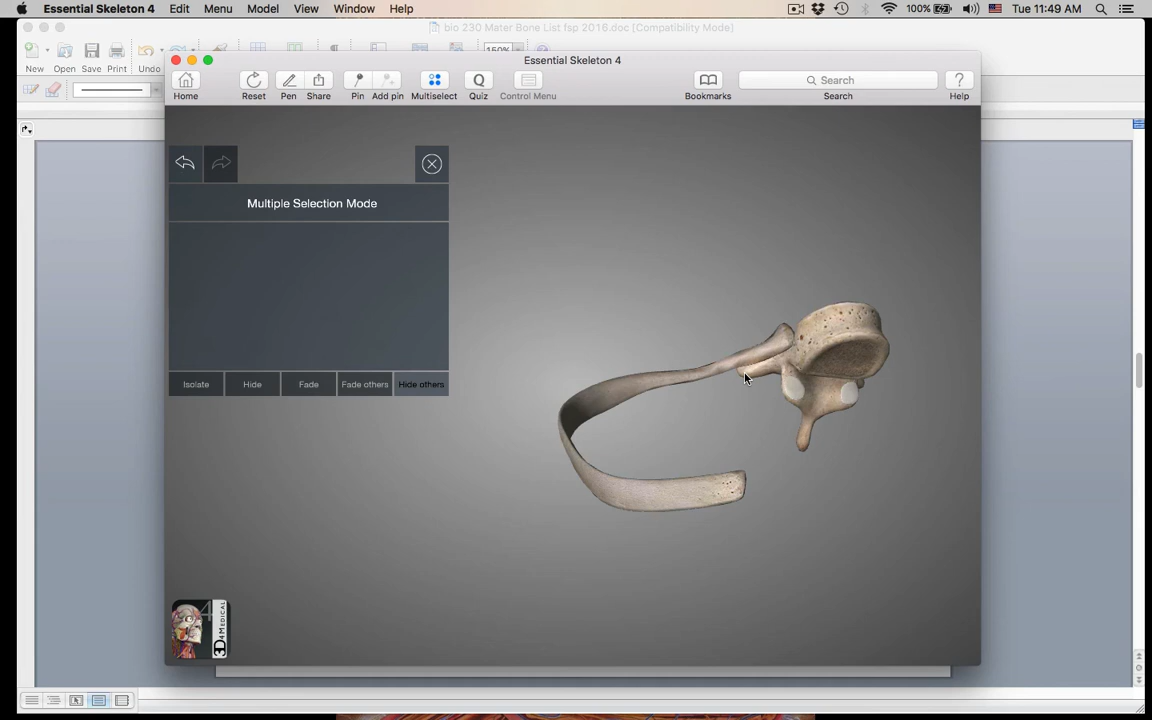 Essential Skeleton 4 Edit Menu Model View Window Help 100% Tue 11:49 AM
bio 230 Mater Bone List fsp 2016.doc [Compatibility Mode]
150%
New Open Save Print Undo
Essential Skeleton 4
Search
Home Reset Pen Share Pin Add pin Multiselect Quiz Control Menu Bookmarks Search Help
Multiple Selection Mode
Isolate Hide Fade Fade others Hide others
4
3D4MEDICAL